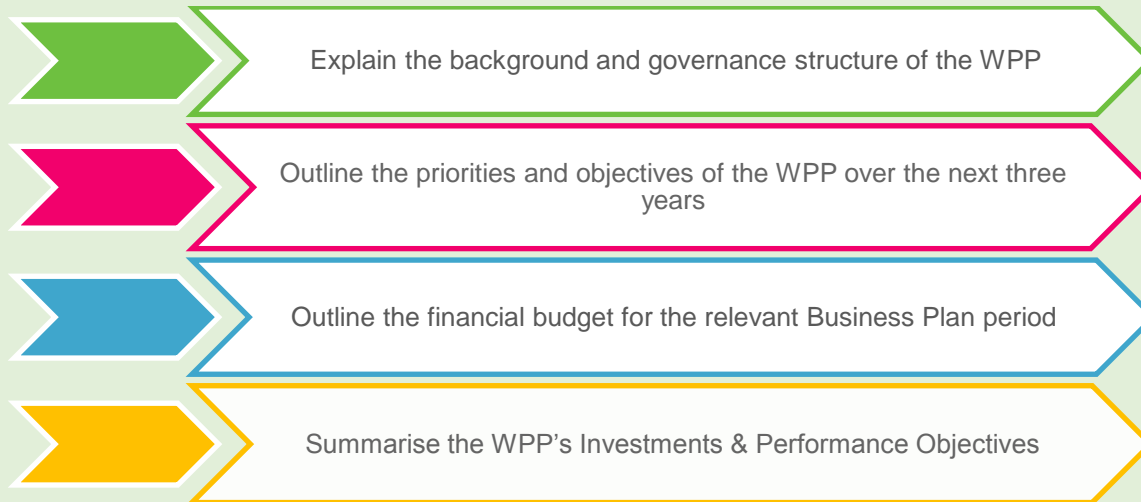 Explain the background and governance structure of the WPP
Outline the priorities and objectives of the WPP over the next three
years
Outline the financial budget for the relevant Business Plan period
Summarise the WPP’s Investments & Performance Objectives